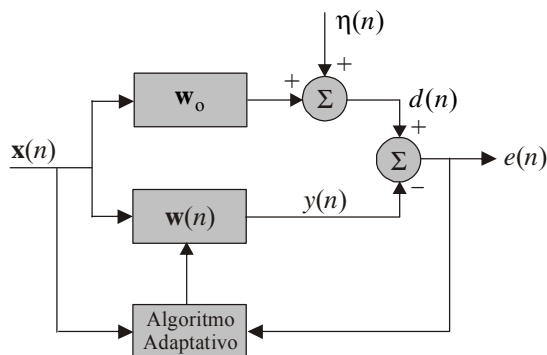 η(n)
+
+
w_o
Σ
d(n)
+
x(n)
Σ
e(n)
−
w(n)
y(n)
Algoritmo
Adaptativo